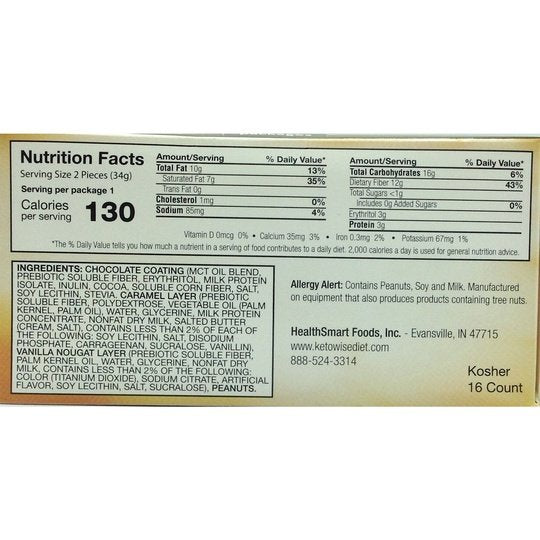 Nutrition Facts
Serving Size 2 Pieces (34g)
Serving per package 1
Calories per serving 130
Amount/Serving % Daily Value*
Total Fat 10g 13%
Saturated Fat 7g 35%
Trans Fat 0g
Cholesterol 1mg 0%
Sodium 85mg 4%
Amount/Serving % Daily Value*
Total Carbohydrates 16g 6%
Dietary Fiber 12g 43%
Total Sugars <1g
Includes 0g Added Sugars 0%
Erythritol 3g
Protein 3g
Vitamin D 0mcg 0% • Calcium 35mg 3% • Iron 0.3mg 2% • Potassium 67mg 1%
*The % Daily Value tells you how much a nutrient in a serving of food contributes to a daily diet. 2,000 calories a day is used for general nutrition advice.
INGREDIENTS: CHOCOLATE COATING (MCT OIL BLEND,
PREBIOTIC SOLUBLE FIBER, ERYTHRITOL, MILK PROTEIN
ISOLATE, INULIN, COCOA, SOLUBLE CORN FIBER, SALT,
SOY LECITHIN, STEVIA. CARAMEL LAYER (PREBIOTIC
SOLUBLE FIBER, POLYDEXTROSE, VEGETABLE OIL (PALM
KERNEL, PALM OIL), WATER, GLYCERINE, MILK PROTEIN
CONCENTRATE, NONFAT DRY MILK, SALTED BUTTER
(CREAM, SALT), CONTAINS LESS THAN 2% OF EACH OF
THE FOLLOWING: SOY LECITHIN, SALT, DISODIUM
PHOSPHATE, CARRAGEENAN, SUCRALOSE, VANILLIN),
VANILLA NOUGAT LAYER (PREBIOTIC SOLUBLE FIBER,
PALM KERNEL OIL, WATER, GLYCERINE, NONFAT DRY
MILK, CONTAINS LESS THAN 2% OF THE FOLLOWING:
COLOR (TITANIUM DIOXIDE), SODIUM CITRATE, ARTIFICIAL
FLAVOR, SOY LECITHIN, SALT, SUCRALOSE), PEANUTS.
Allergy Alert: Contains Peanuts, Soy and Milk. Manufactured
on equipment that also produces products containing tree nuts.
HealthSmart Foods, Inc. - Evansville, IN 47715
www.ketowisediet.com
888-524-3314
Kosher
16 Count